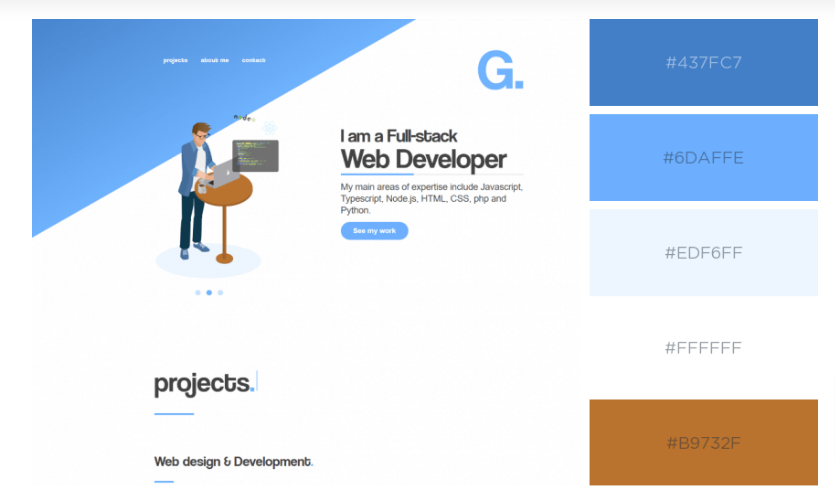 projects about me contact
G.
I am a Full-stack
Web Developer
My main areas of expertise include Javascript,
Typescript, Node.js, HTML, CSS, php and
Python.
See my work
projects.
Web design & Development.
#437FC7
#6DAFFE
#EDF6FF
#FFFFFF
#B9732F